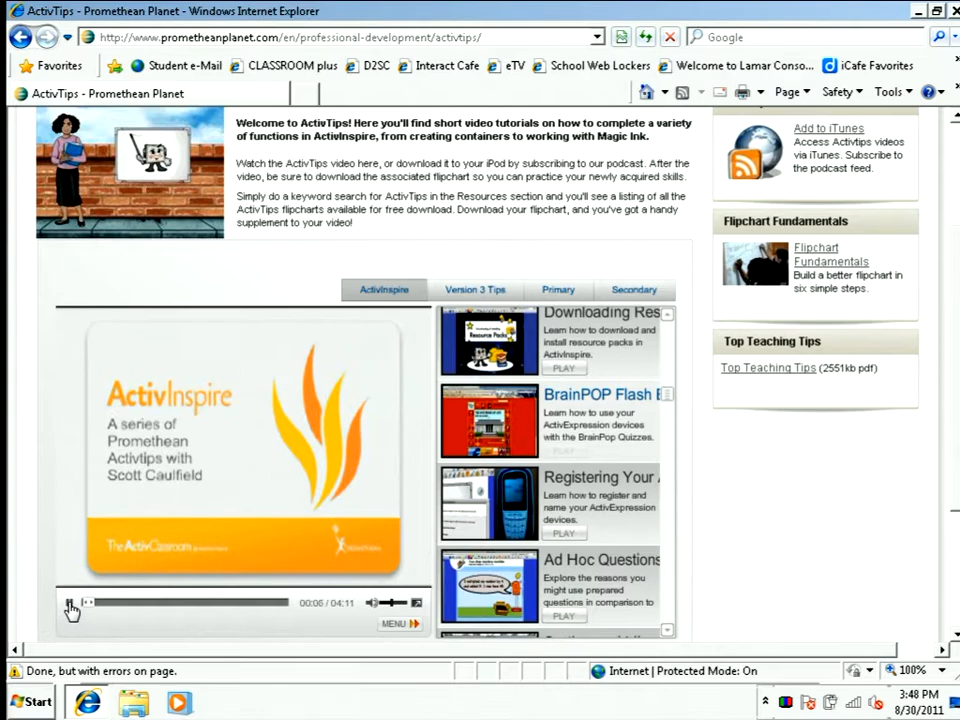 ActivTips - Promethean Planet - Windows Internet Explorer
http://www.prometheanplanet.com/en/professional-development/activtips/
Google
Favorites
Student e-Mail
CLASSROOM plus
D2SC
Interact Cafe
eTV
School Web Lockers
Welcome to Lamar Conso...
iCafe Favorites
ActivTips - Promethean Planet
Page
Safety
Tools
Welcome to ActivTips! Here you'll find short video tutorials on how to complete a variety
of functions in ActivInspire, from creating containers to working with Magic Ink.
Watch the ActivTips video here, or download it to your iPod by subscribing to our podcast. After the
video, be sure to download the associated flipchart so you can practice your newly acquired skills.
Simply do a keyword search for ActivTips in the Resources section and you'll see a listing of all the
ActivTips flipcharts available for free download. Download your flipchart, and you've got a handy
supplement to your video!
Add to iTunes
Access Activtips videos
via iTunes. Subscribe to
the podcast feed.
Flipchart Fundamentals
Flipchart
Fundamentals
Build a better flipchart in
six simple steps.
Top Teaching Tips
Top Teaching Tips (2551kb pdf)
ActivInspire
Version 3 Tips
Primary
Secondary
ActivInspire
A series of
Promethean
Activtips with
Scott Caulfield
TheActivClassroom
00:06 / 04:11
MENU
Downloading Res
Learn how to download and
install resource packs in
ActivInspire.
PLAY
BrainPOP Flash
Learn how to use your
ActivExpression devices
with the BrainPop Quizzes.
Registering Your
Learn how to register and
name your ActivExpression
devices.
PLAY
Ad Hoc Questions
Explore the reasons you
might use prepared
questions in comparison to
PLAY
Done, but with errors on page.
Internet | Protected Mode: On
100%
Start
3:48 PM
8/30/2011